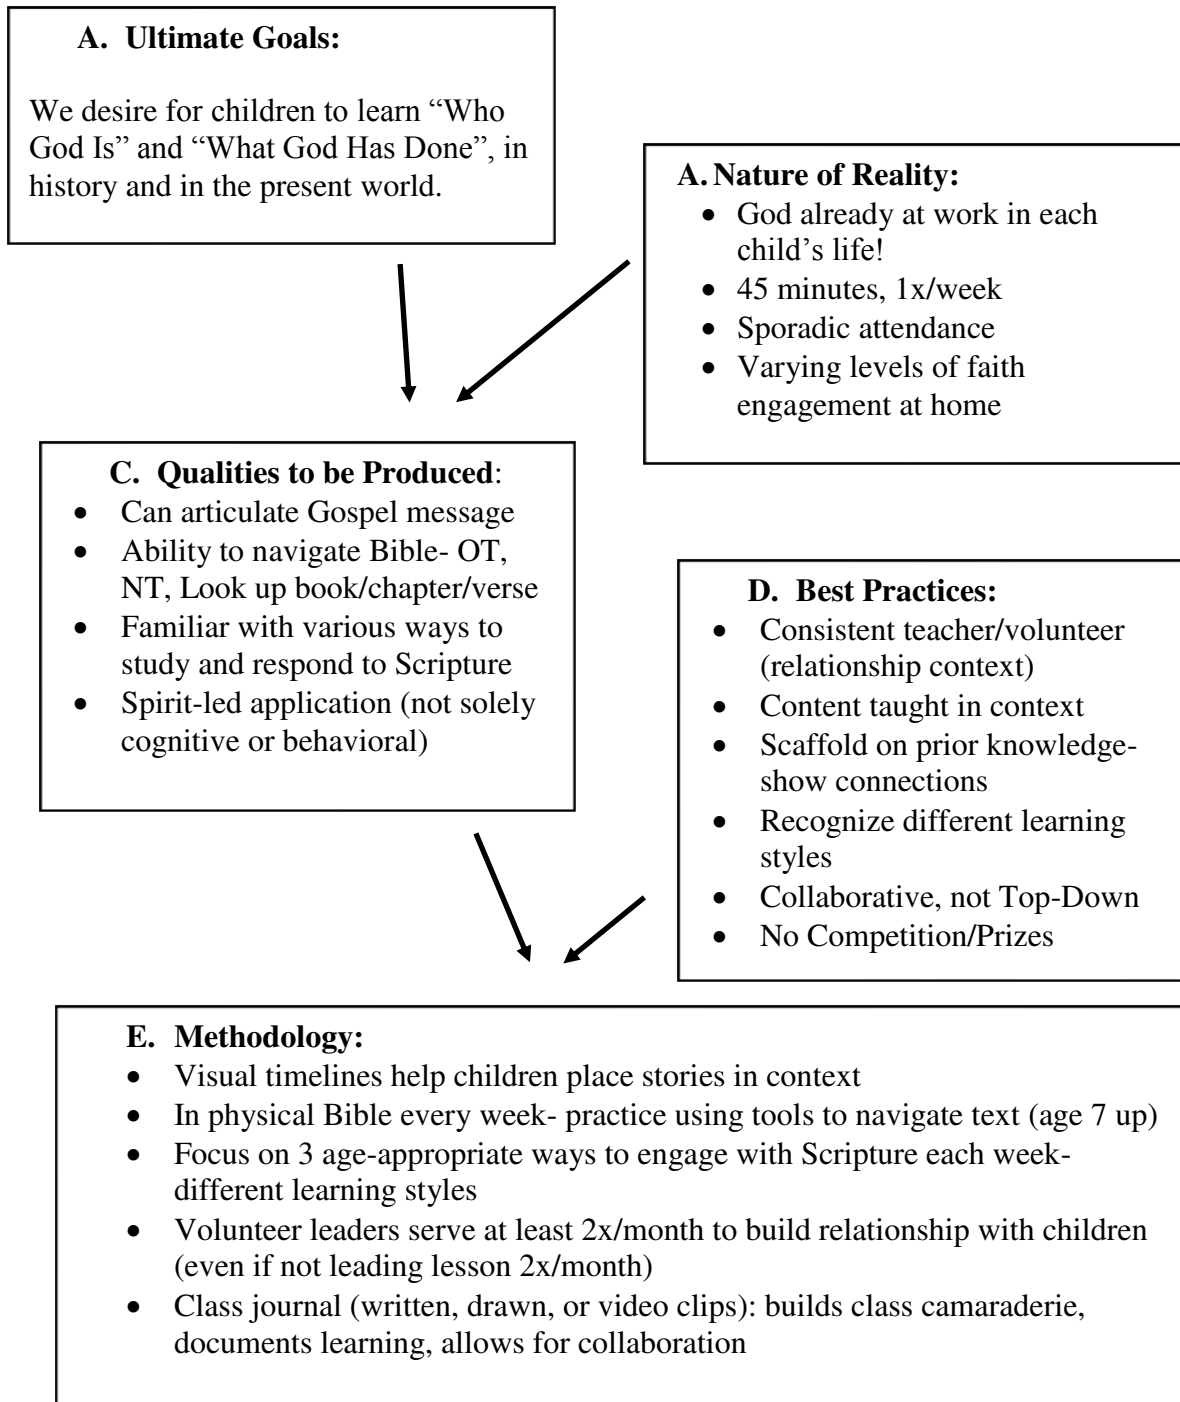 A. Ultimate Goals:
We desire for children to learn “Who
God Is” and “What God Has Done”, in
history and in the present world.
A. Nature of Reality:
• God already at work in each
child’s life!
• 45 minutes, 1x/week
• Sporadic attendance
• Varying levels of faith
engagement at home
C. Qualities to be Produced:
• Can articulate Gospel message
• Ability to navigate Bible- OT,
NT, Look up book/chapter/verse
• Familiar with various ways to
study and respond to Scripture
• Spirit-led application (not solely
cognitive or behavioral)
D. Best Practices:
• Consistent teacher/volunteer
(relationship context)
• Content taught in context
• Scaffold on prior knowledge-
show connections
• Recognize different learning
styles
• Collaborative, not Top-Down
• No Competition/Prizes
E. Methodology:
• Visual timelines help children place stories in context
• In physical Bible every week- practice using tools to navigate text (age 7 up)
• Focus on 3 age-appropriate ways to engage with Scripture each week-
different learning styles
• Volunteer leaders serve at least 2x/month to build relationship with children
(even if not leading lesson 2x/month)
• Class journal (written, drawn, or video clips): builds class camaraderie,
documents learning, allows for collaboration